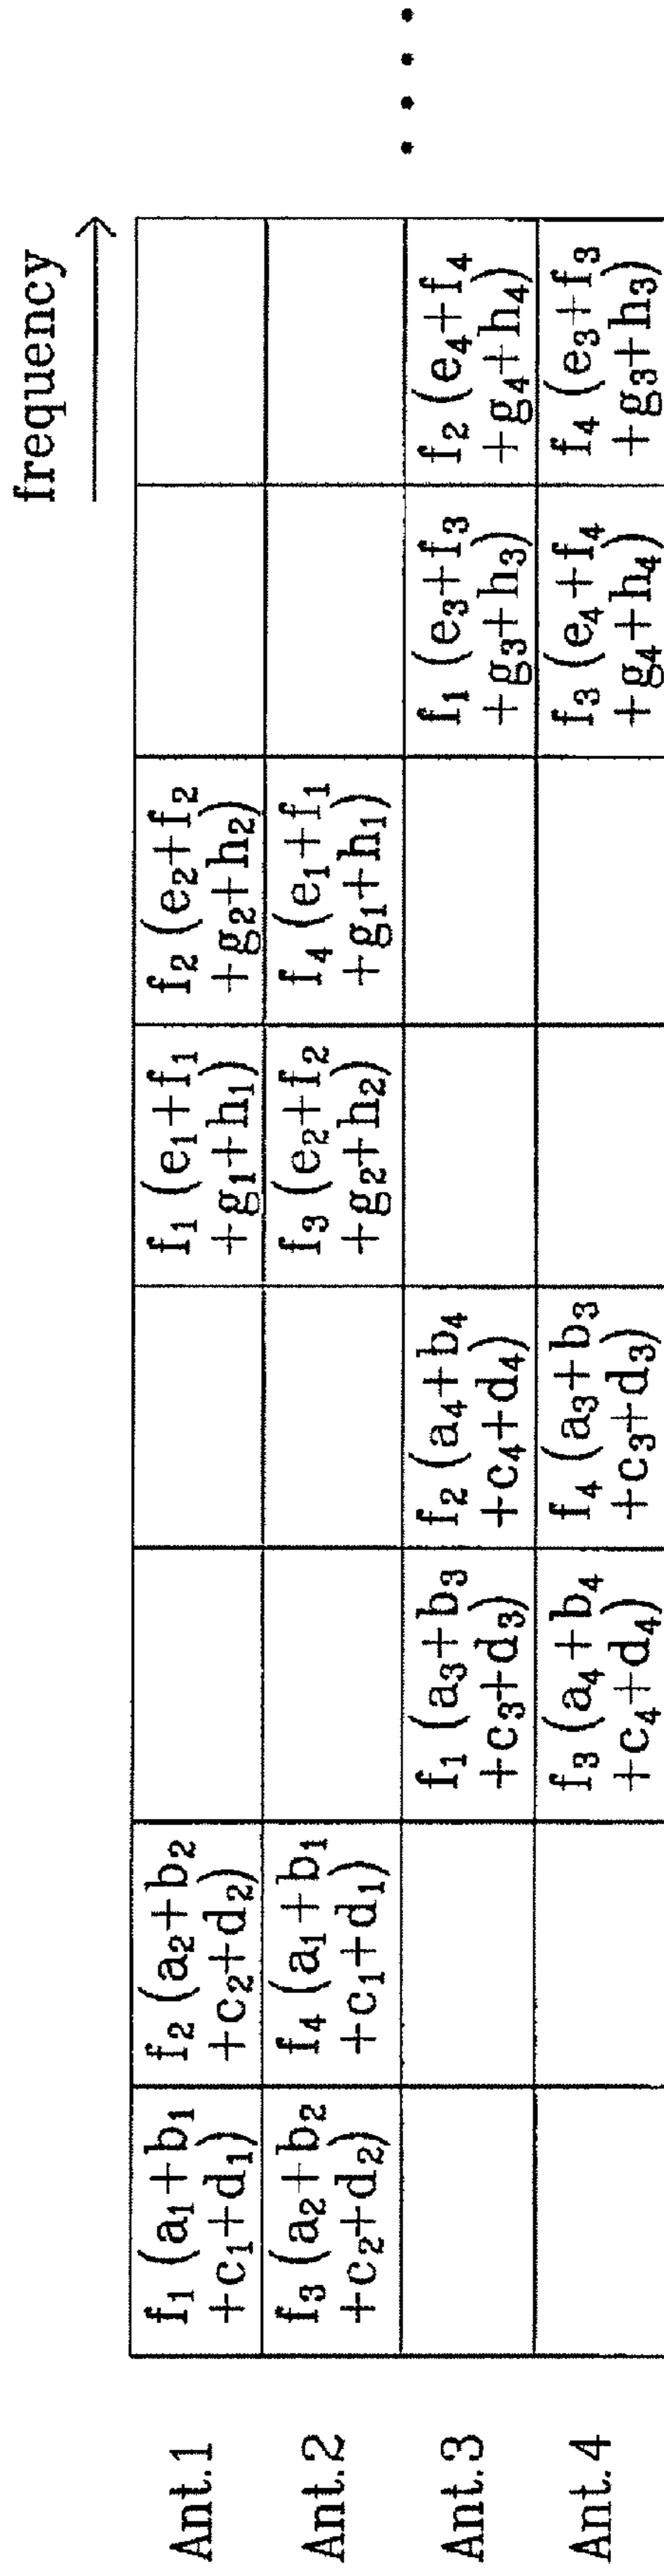 frequency
Ant.1
f₁ (a₁+b₁
+c₁+d₁)
f₂ (a₂+b₂
+c₂+d₂)
f₁ (e₁+f₁
+g₁+h₁)
f₂ (e₂+f₂
+g₂+h₂)
Ant.2
f₃ (a₂+b₂
+c₂+d₂)
f₄ (a₁+b₁
+c₁+d₁)
f₃ (e₂+f₂
+g₂+h₂)
f₄ (e₁+f₁
+g₁+h₁)
Ant.3
f₁ (a₃+b₃
+c₃+d₃)
f₂ (a₄+b₄
+c₄+d₄)
f₁ (e₃+f₃
+g₃+h₃)
f₂ (e₄+f₄
+g₄+h₄)
Ant.4
f₃ (a₄+b₄
+c₄+d₄)
f₄ (a₃+b₃
+c₃+d₃)
f₃ (e₄+f₄
+g₄+h₄)
f₄ (e₃+f₃
+g₃+h₃)